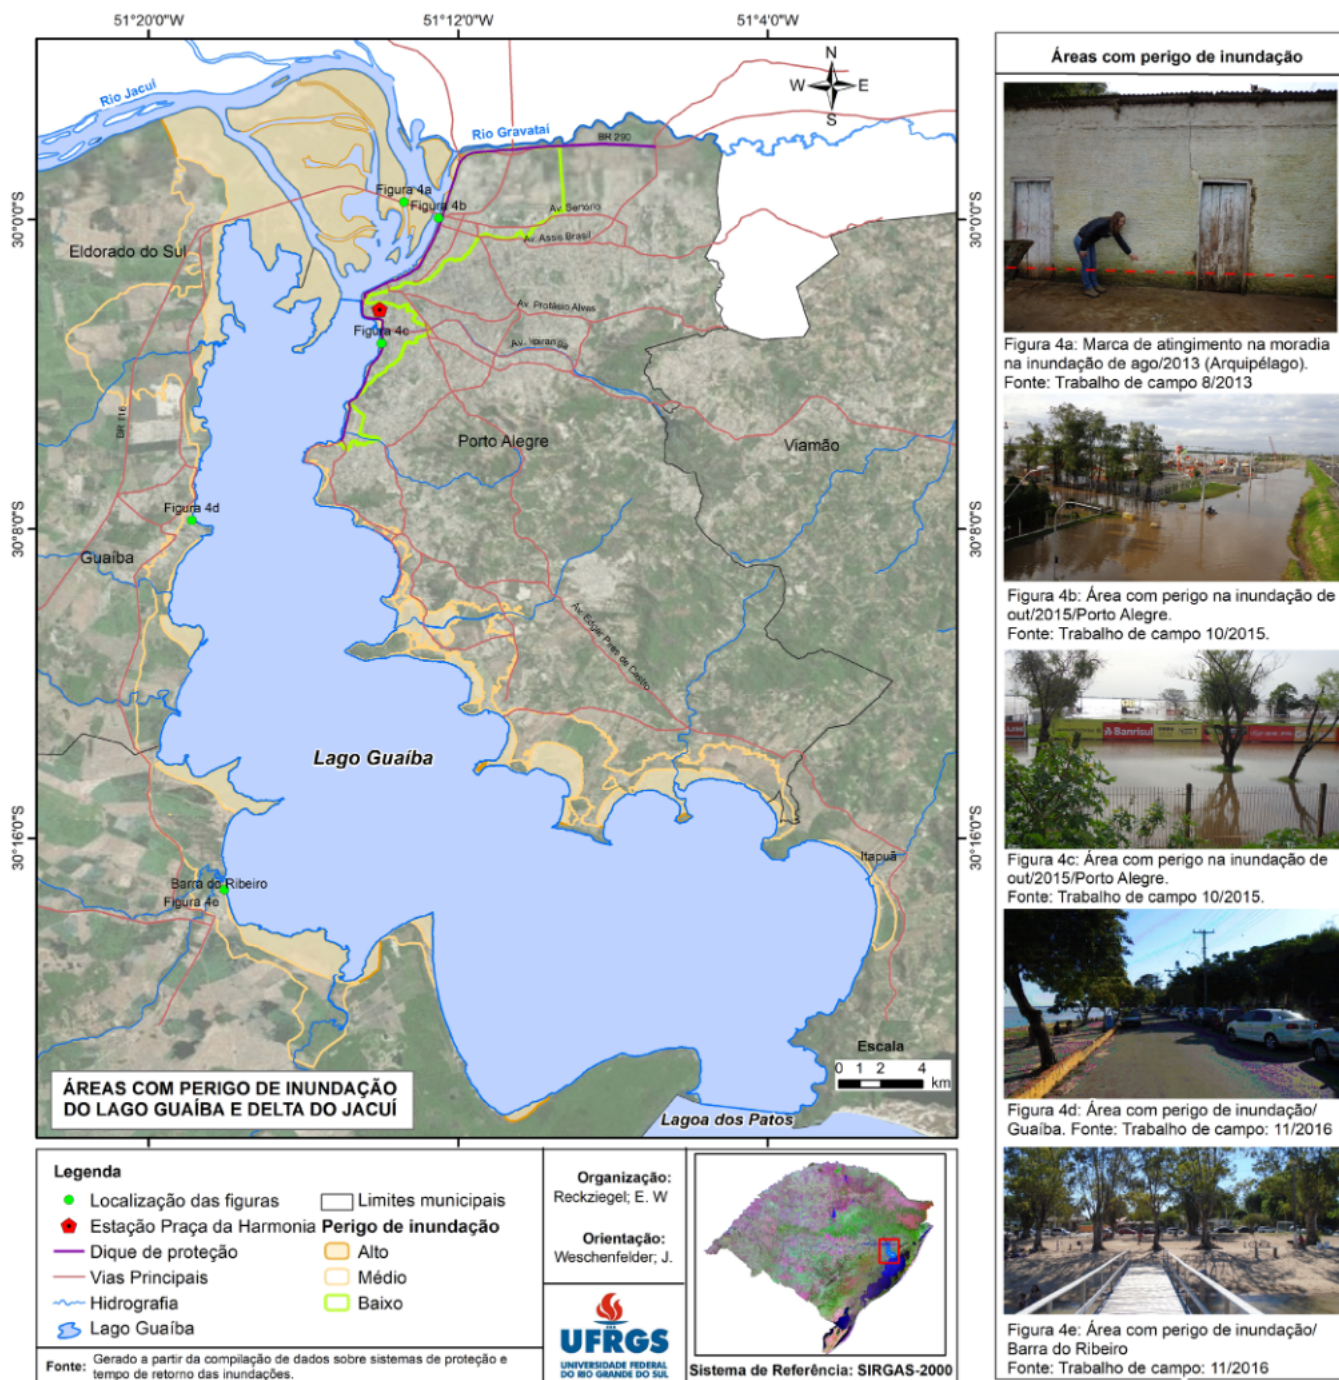 51°20'0"W
51°12'0"W
51°4'0"W
Rio Jacuí
Rio Gravataí
BR 290
N
W
E
S
30°0'0"S
30°0'0"S
Figura 4a
Figura 4b
Av. Sertório
Av. Assis Brasil
Eldorado do Sul
Av. Protásio Alves
Figura 4c
Av. Ipiranga
BR 116
Porto Alegre
Viamão
Figura 4d
30°8'0"S
30°8'0"S
Guaíba
Av. Edgar Pires de Castro
Lago Guaíba
30°16'0"S
30°16'0"S
Itapuã
Barra do Ribeiro
Figura 4e
Escala
0 1 2 4
km
Lagoa dos Patos
ÁREAS COM PERIGO DE INUNDAÇÃO
DO LAGO GUAÍBA E DELTA DO JACUÍ
Legenda
Localização das figuras
Estação Praça da Harmonia
Dique de proteção
Vias Principais
Hidrografia
Lago Guaíba
Limites municipais
Perigo de inundação
Alto
Médio
Baixo
Fonte: Gerado a partir da compilação de dados sobre sistemas de proteção e
tempo de retorno das inundações.
Organização:
Reckziegel; E. W
Orientação:
Weschenfelder; J.
UFRGS
UNIVERSIDADE FEDERAL
DO RIO GRANDE DO SUL
Sistema de Referência: SIRGAS-2000
Áreas com perigo de inundação
Figura 4a: Marca de atingimento na moradia
na inundação de ago/2013 (Arquipélago).
Fonte: Trabalho de campo 8/2013
Figura 4b: Área com perigo na inundação de
out/2015/Porto Alegre.
Fonte: Trabalho de campo 10/2015.
Banrisul
Figura 4c: Área com perigo na inundação de
out/2015/Porto Alegre.
Fonte: Trabalho de campo 10/2015.
Figura 4d: Área com perigo de inundação/
Guaíba. Fonte: Trabalho de campo: 11/2016
Figura 4e: Área com perigo de inundação/
Barra do Ribeiro
Fonte: Trabalho de campo: 11/2016